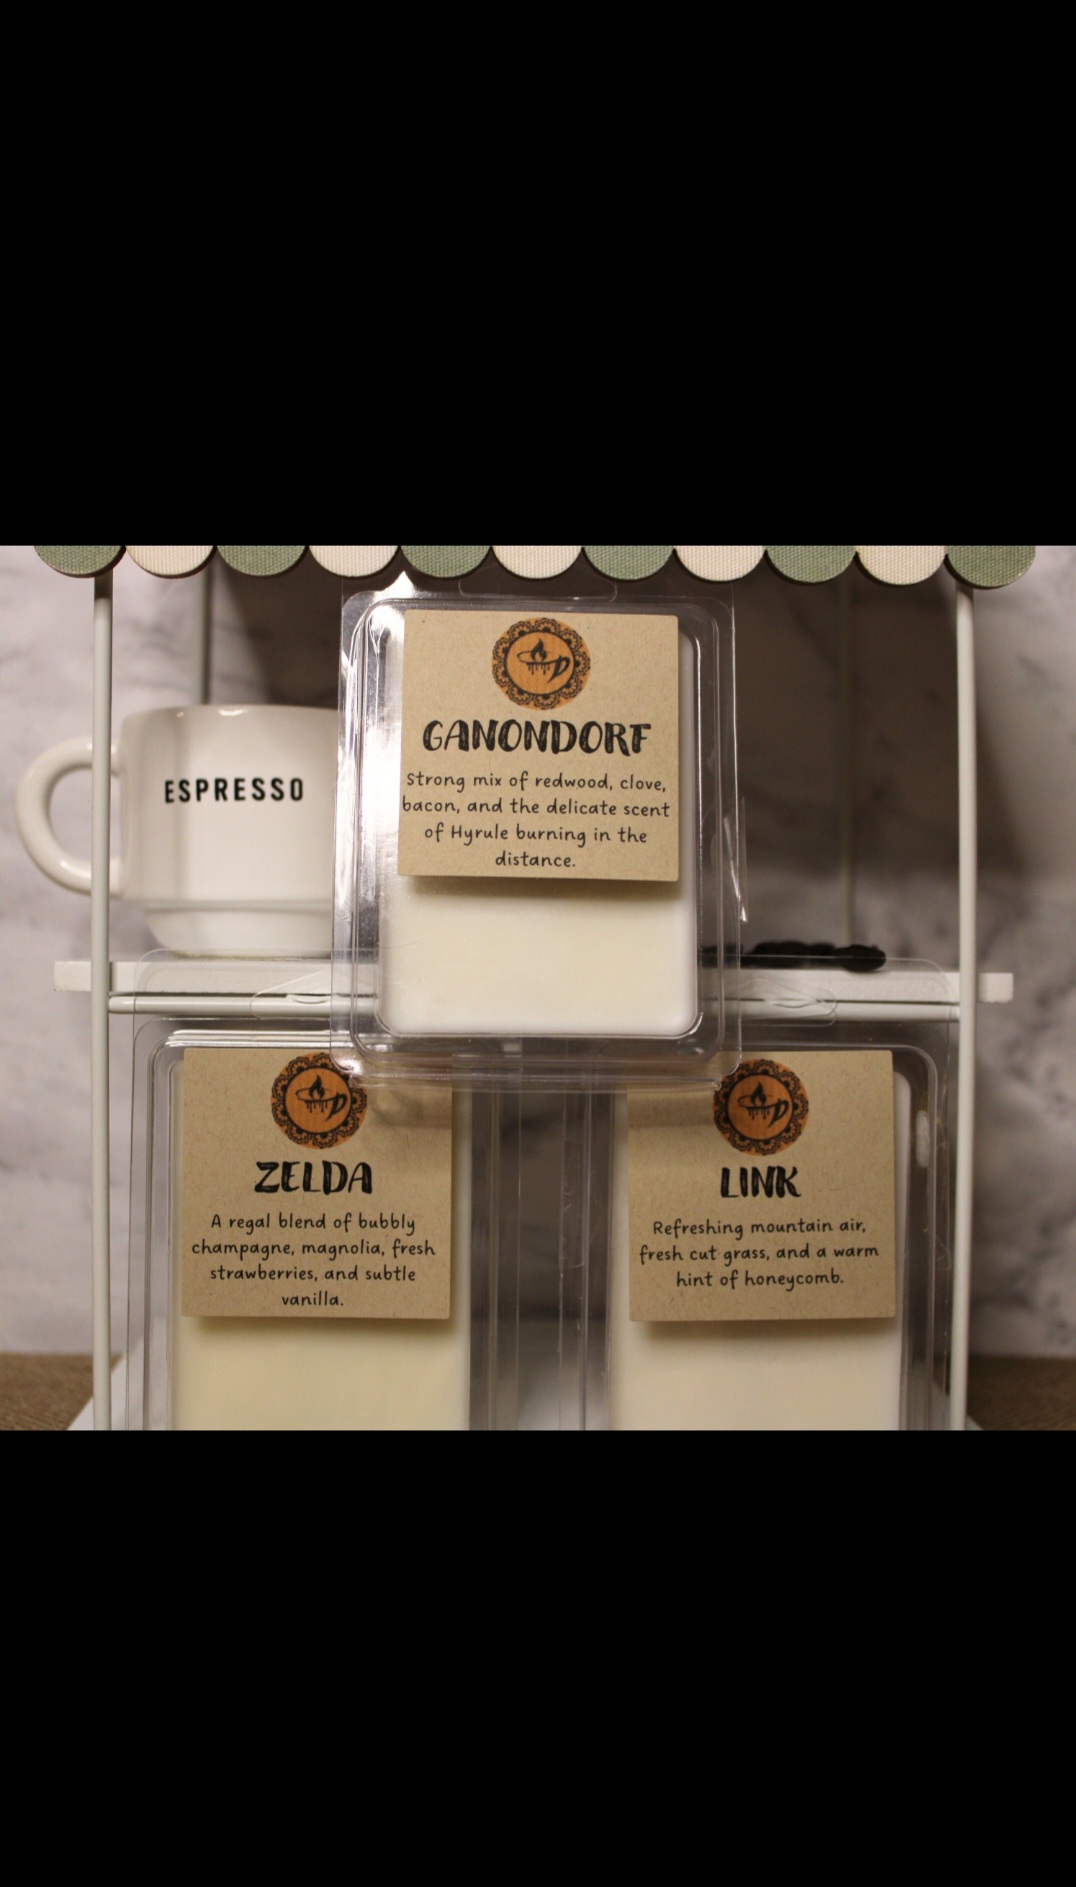 ESPRESSO
GANONDORF
Strong mix of redwood, clove,
bacon, and the delicate scent
of Hyrule burning in the
distance.
ZELDA
A regal blend of bubbly
champagne, magnolia, fresh
strawberries, and subtle
vanilla.
LINK
Refreshing mountain air,
fresh cut grass, and a warm
hint of honeycomb.